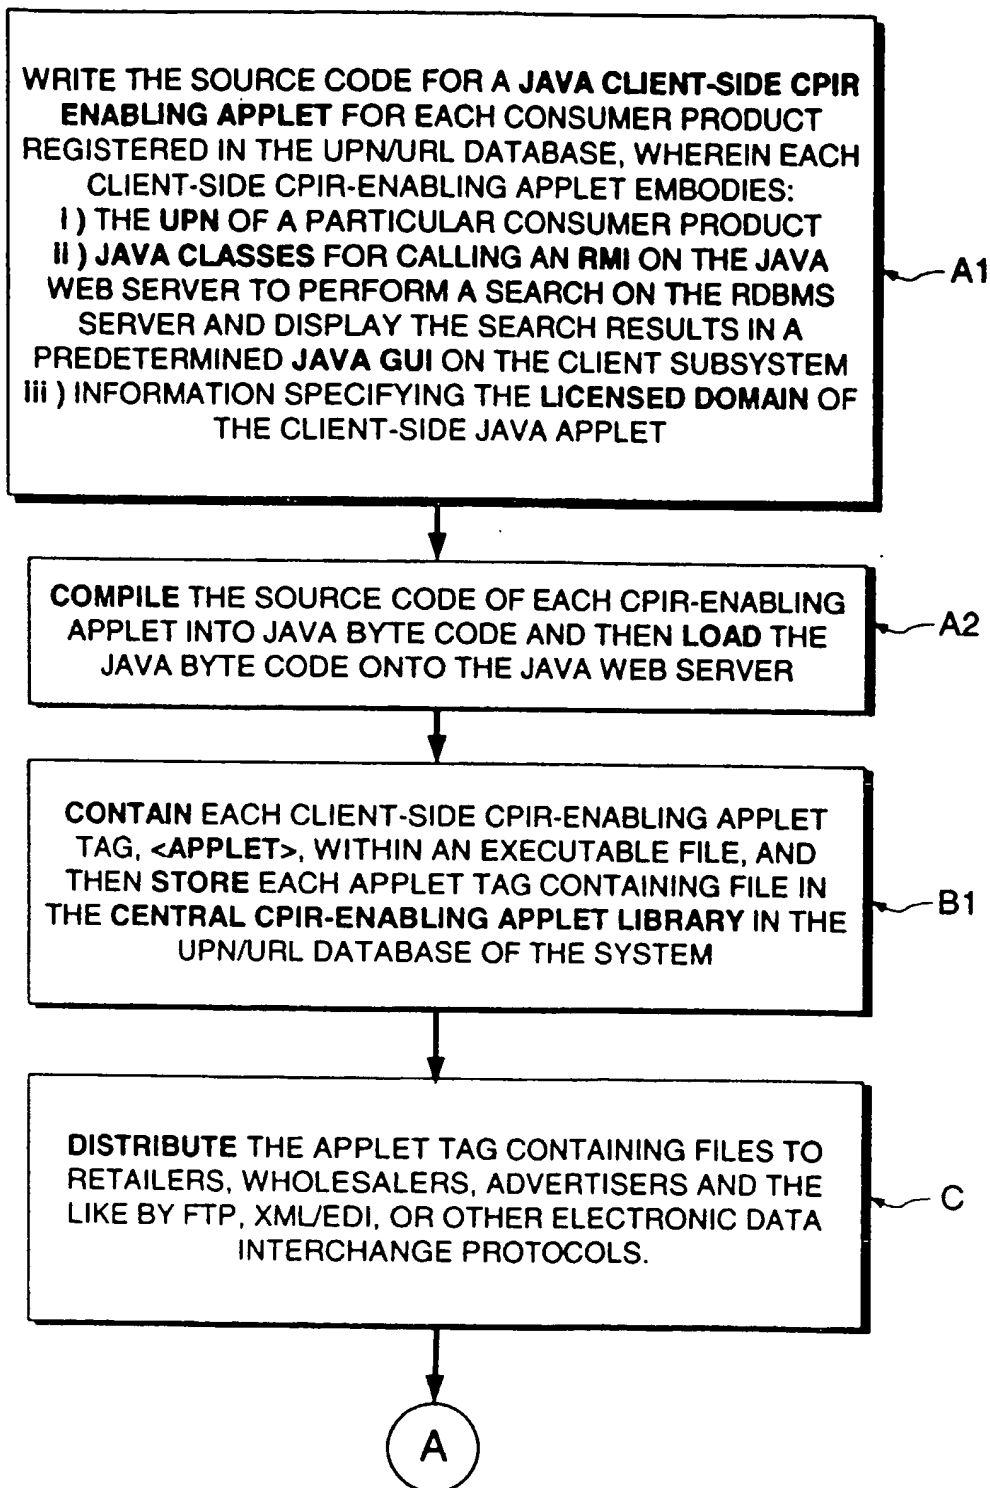 WRITE THE SOURCE CODE FOR A JAVA CLIENT-SIDE CPIR
ENABLING APPLET FOR EACH CONSUMER PRODUCT
REGISTERED IN THE UPN/URL DATABASE, WHEREIN EACH
CLIENT-SIDE CPIR-ENABLING APPLET EMBODIES:
i ) THE UPN OF A PARTICULAR CONSUMER PRODUCT
ii ) JAVA CLASSES FOR CALLING AN RMI ON THE JAVA
WEB SERVER TO PERFORM A SEARCH ON THE RDBMS
SERVER AND DISPLAY THE SEARCH RESULTS IN A
PREDETERMINED JAVA GUI ON THE CLIENT SUBSYSTEM
iii ) INFORMATION SPECIFYING THE LICENSED DOMAIN OF
THE CLIENT-SIDE JAVA APPLET
A1
COMPILE THE SOURCE CODE OF EACH CPIR-ENABLING
APPLET INTO JAVA BYTE CODE AND THEN LOAD THE
JAVA BYTE CODE ONTO THE JAVA WEB SERVER
A2
CONTAIN EACH CLIENT-SIDE CPIR-ENABLING APPLET
TAG, <APPLET>, WITHIN AN EXECUTABLE FILE, AND
THEN STORE EACH APPLET TAG CONTAINING FILE IN
THE CENTRAL CPIR-ENABLING APPLET LIBRARY IN THE
UPN/URL DATABASE OF THE SYSTEM
B1
DISTRIBUTE THE APPLET TAG CONTAINING FILES TO
RETAILERS, WHOLESALERS, ADVERTISERS AND THE
LIKE BY FTP, XML/EDI, OR OTHER ELECTRONIC DATA
INTERCHANGE PROTOCOLS.
C
A